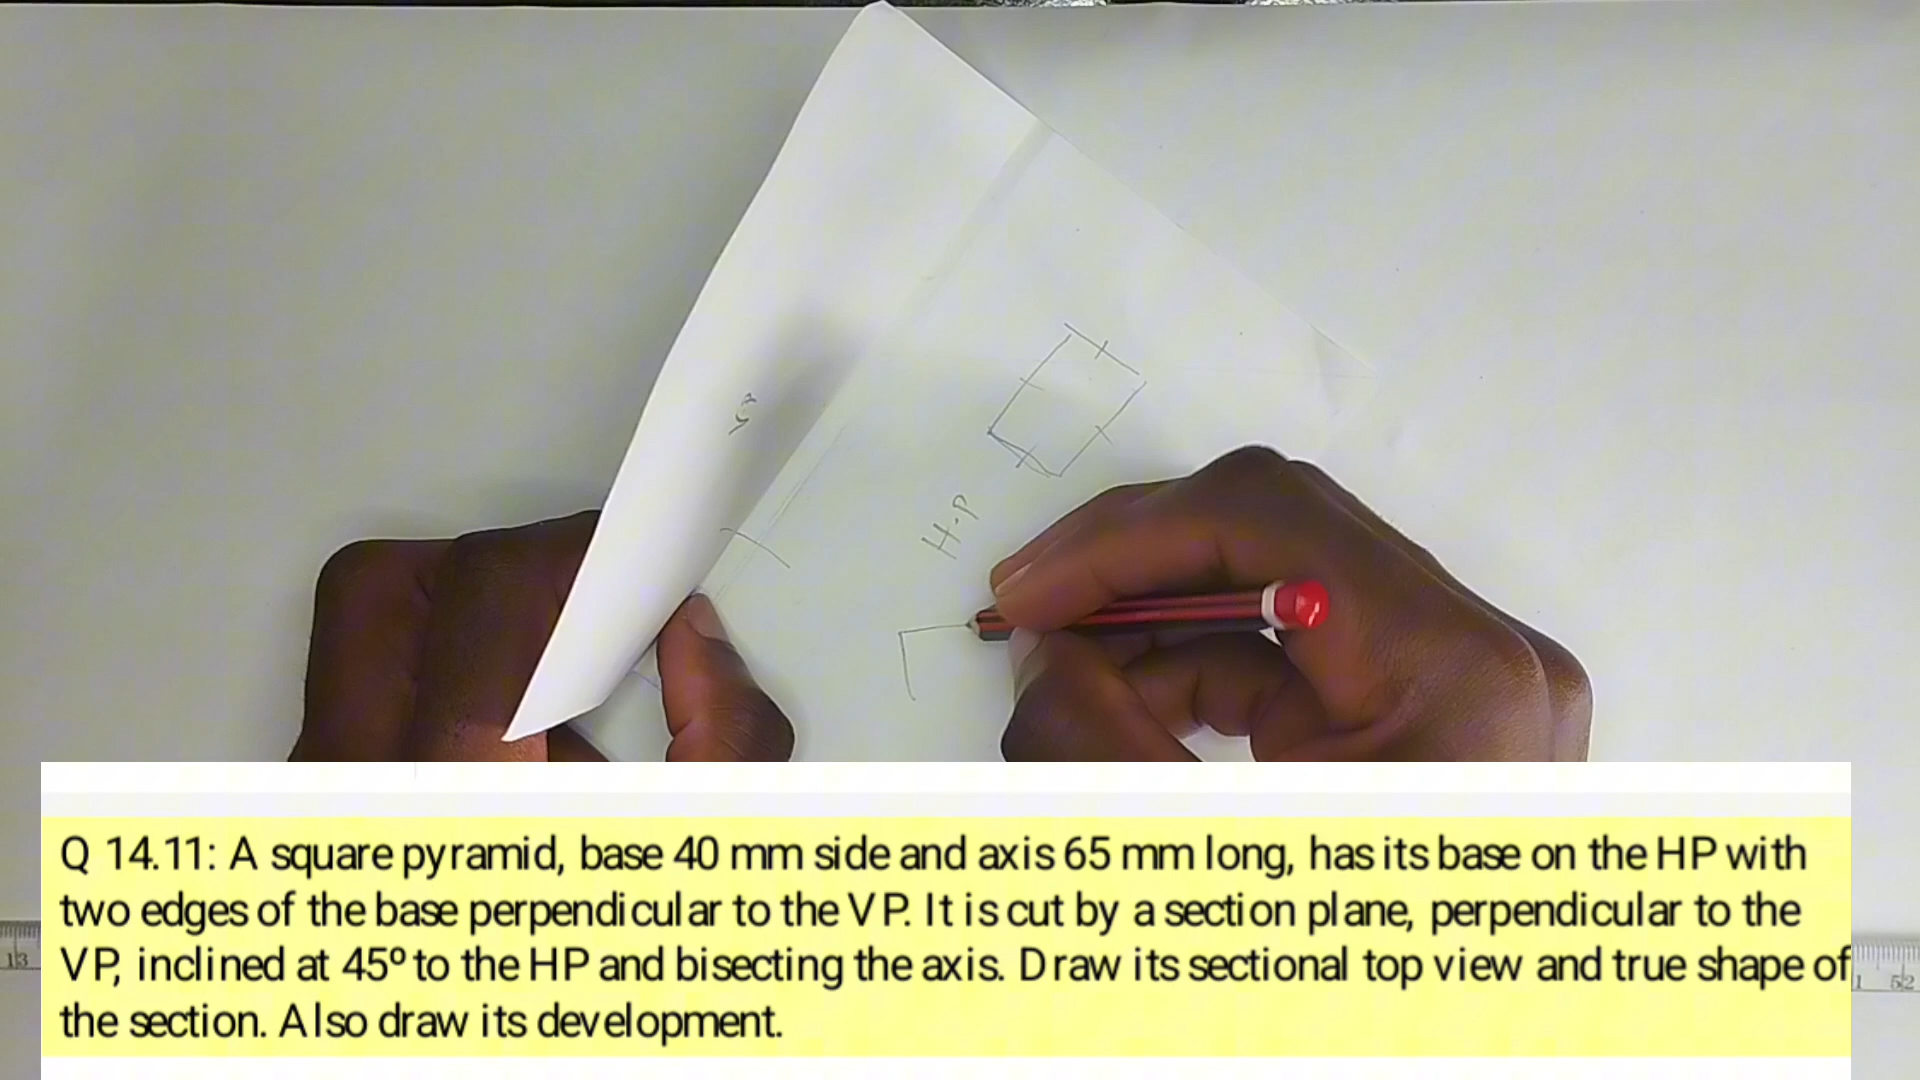 H.P
Q 14.11: A square pyramid, base 40 mm side and axis 65 mm long, has its base on the HP with
two edges of the base perpendicular to the VP. It is cut by a section plane, perpendicular to the
VP, inclined at 45º to the HP and bisecting the axis. Draw its sectional top view and true shape of
the section. Also draw its development.
13
52